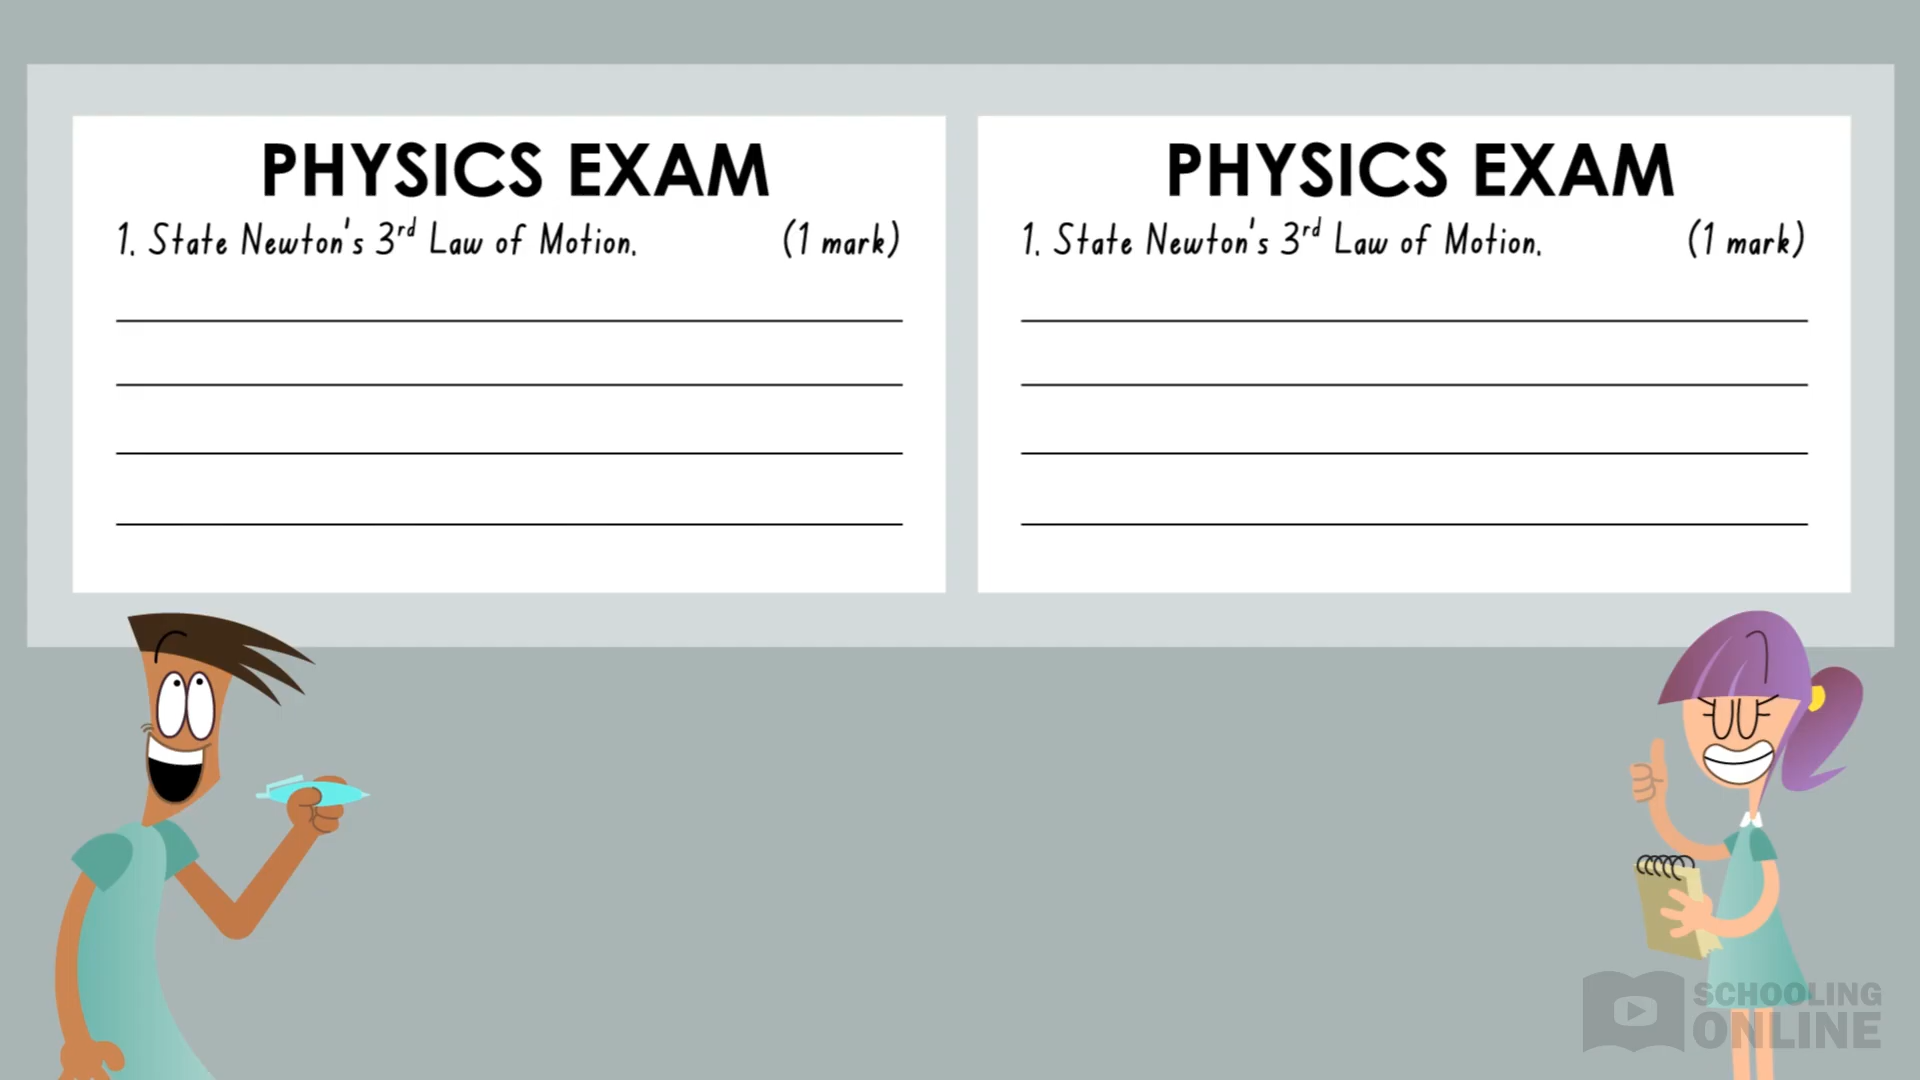 PHYSICS EXAM
1. State Newton's 3rd Law of Motion. (1 mark)
PHYSICS EXAM
1. State Newton's 3rd Law of Motion. (1 mark)
SCHOOLING
ONLINE